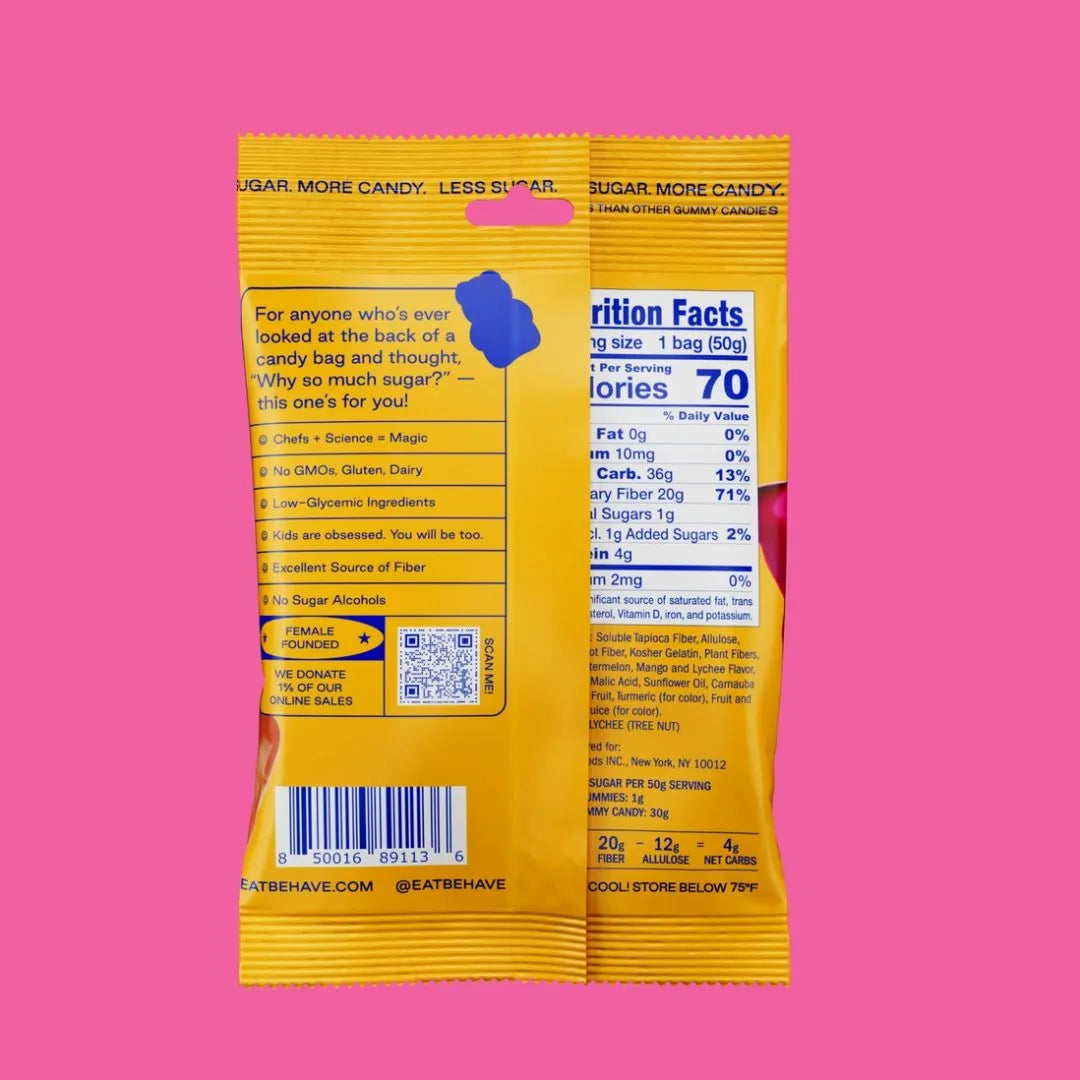 UGAR. MORE CANDY. LESS SUGAR.
For anyone who's ever
looked at the back of a
candy bag and thought,
"Why so much sugar?" —
this one's for you!
Chefs + Science = Magic
No GMOs, Gluten, Dairy
Low-Glycemic Ingredients
Kids are obsessed. You will be too.
Excellent Source of Fiber
No Sugar Alcohols
FEMALE
FOUNDED
WE DONATE
1% OF OUR
ONLINE SALES
SCAN ME!
8 50016 89113 6
EATBEHAVE.COM @EATBEHAVE
SUGAR. MORE CANDY.
S THAN OTHER GUMMY CANDIES
rition Facts
ng size 1 bag (50g)
t Per Serving
lories 70
% Daily Value
Fat 0g 0%
um 10mg 0%
Carb. 36g 13%
ary Fiber 20g 71%
al Sugars 1g
cl. 1g Added Sugars 2%
ein 4g
um 2mg 0%
nificant source of saturated fat, trans
sterol, Vitamin D, iron, and potassium.
: Soluble Tapioca Fiber, Allulose,
ot Fiber, Kosher Gelatin, Plant Fibers,
termelon, Mango and Lychee Flavor,
Malic Acid, Sunflower Oil, Carnauba
Fruit, Turmeric (for color), Fruit and
uice (for color).
LYCHEE (TREE NUT)
red for:
ods INC., New York, NY 10012
SUGAR PER 50g SERVING
UMMIES: 1g
MMY CANDY: 30g
20g - 12g = 4g
FIBER ALLULOSE NET CARBS
COOL! STORE BELOW 75°F